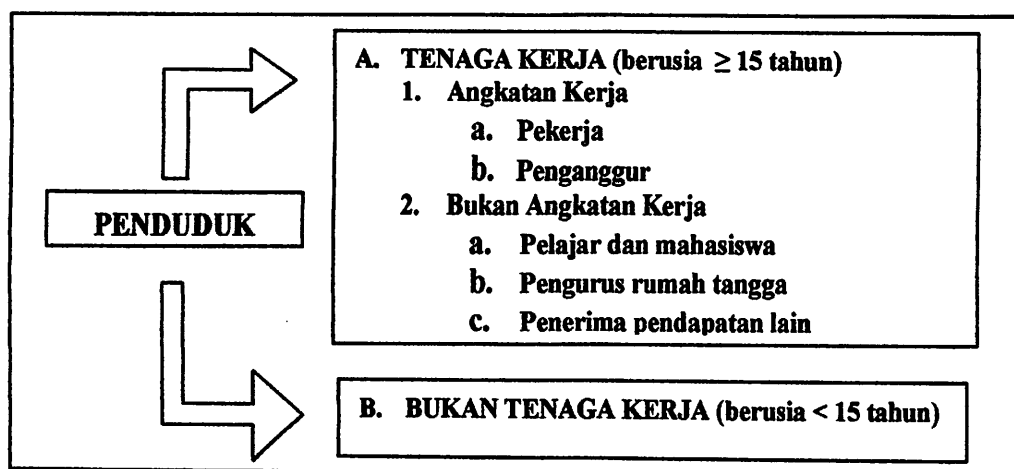 PENDUDUK
A. TENAGA KERJA (berusia ≥ 15 tahun)
1. Angkatan Kerja
a. Pekerja
b. Penganggur
2. Bukan Angkatan Kerja
a. Pelajar dan mahasiswa
b. Pengurus rumah tangga
c. Penerima pendapatan lain
B. BUKAN TENAGA KERJA (berusia < 15 tahun)